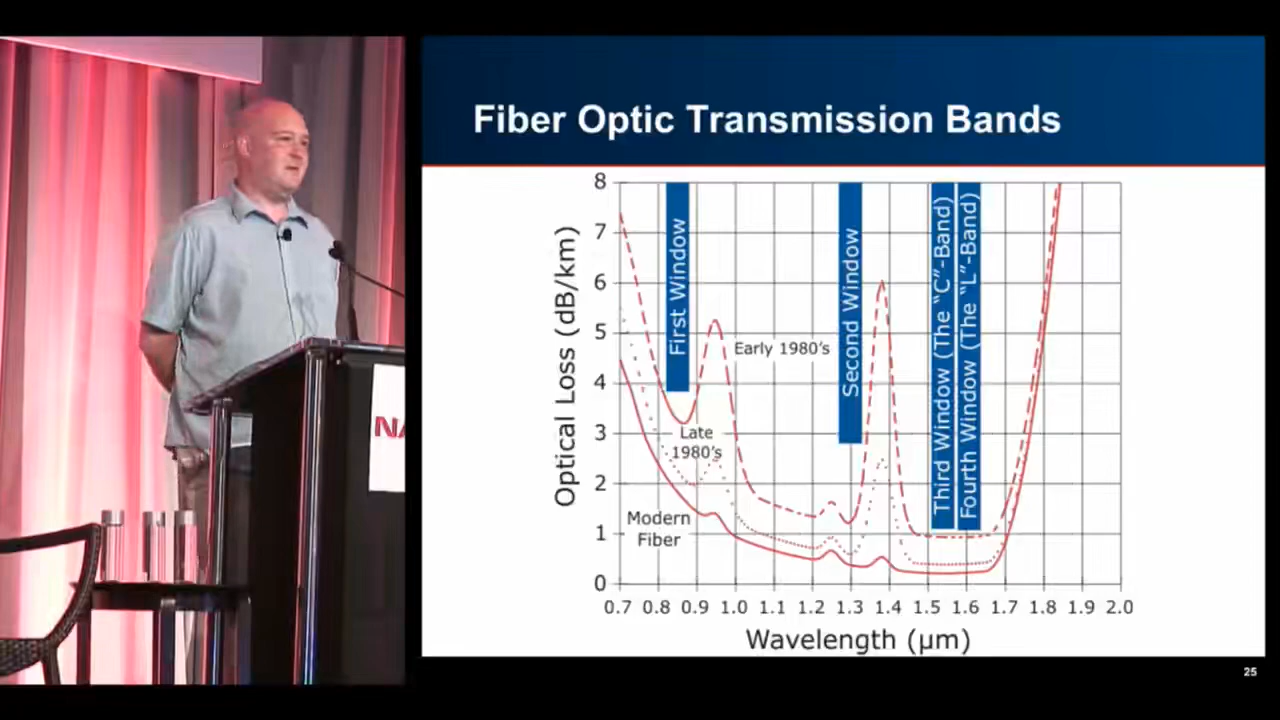 Fiber Optic Transmission Bands
8
7
6
5
4
3
2
1
0
Optical Loss (dB/km)
First Window
Second Window
Third Window (The “C”-Band)
Fourth Window (The “L”-Band)
Early 1980’s
Late
1980’s
Modern
Fiber
0.7 0.8 0.9 1.0 1.1 1.2 1.3 1.4 1.5 1.6 1.7 1.8 1.9 2.0
Wavelength (μm)
25